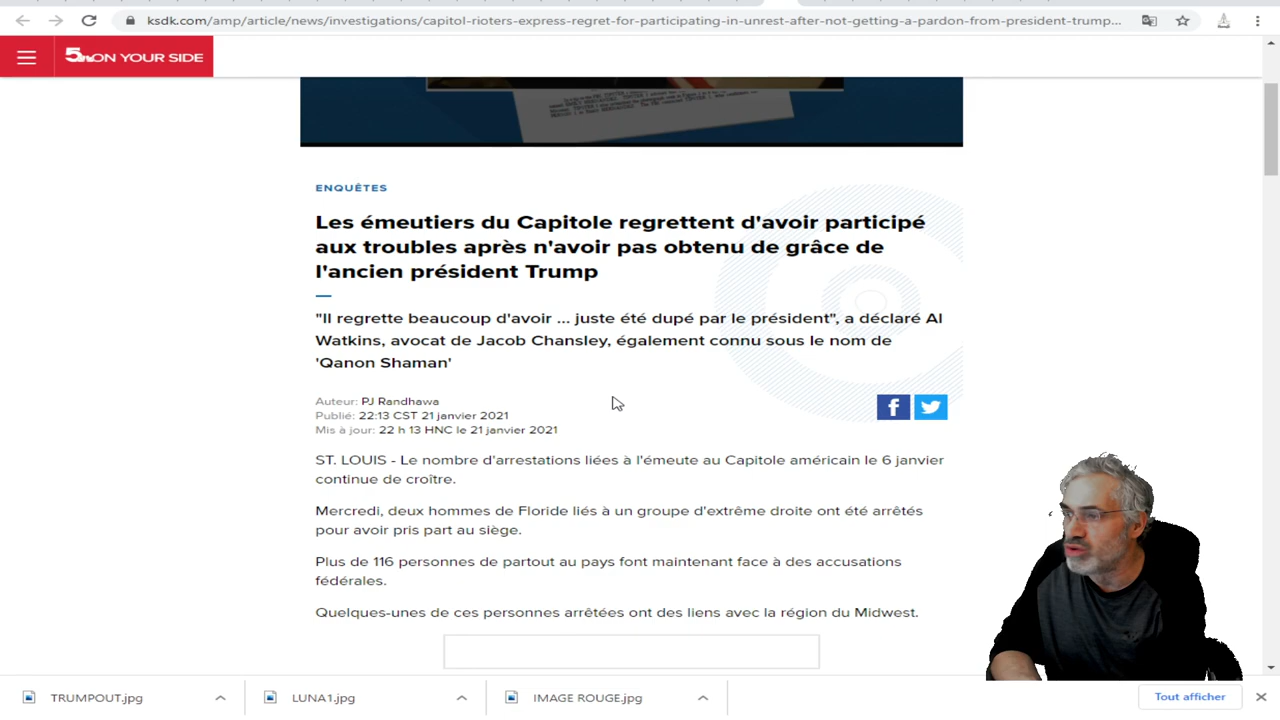 ksdk.com/amp/article/news/investigations/capitol-rioters-express-regret-for-participating-in-unrest-after-not-getting-a-pardon-from-president-trump...
5 ON YOUR SIDE
ENQUÊTES
Les émeutiers du Capitole regrettent d'avoir participé
aux troubles après n'avoir pas obtenu de grâce de
l'ancien président Trump
"Il regrette beaucoup d'avoir ... juste été dupé par le président", a déclaré Al
Watkins, avocat de Jacob Chansley, également connu sous le nom de
'Qanon Shaman'
Auteur: PJ Randhawa
Publié: 22:13 CST 21 janvier 2021
Mis à jour: 22 h 13 HNC le 21 janvier 2021
f
ST. LOUIS - Le nombre d'arrestations liées à l'émeute au Capitole américain le 6 janvier
continue de croître.
Mercredi, deux hommes de Floride liés à un groupe d'extrême droite ont été arrêtés
pour avoir pris part au siège.
Plus de 116 personnes de partout au pays font maintenant face à des accusations
fédérales.
Quelques-unes de ces personnes arrêtées ont des liens avec la région du Midwest.
TRUMPOUT.jpg
LUNA1.jpg
IMAGE ROUGE.jpg
Tout afficher